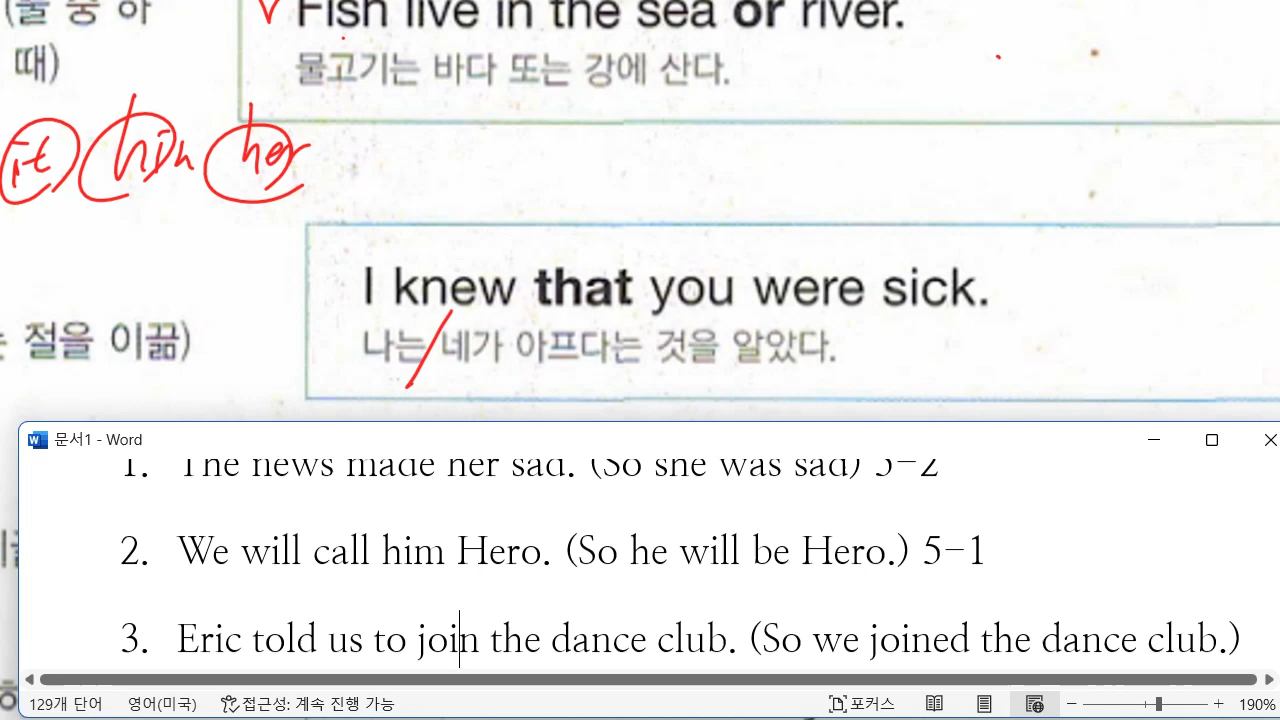 (둘 중 하
Fish live in the sea or river.
때)
물고기는 바다 또는 강에 산다.
it him her
I knew that you were sick.
절을 이끎)
나는 네가 아프다는 것을 알았다.
문서1 - Word
1. The news made her sad. (So she was sad) 5-2
2. We will call him Hero. (So he will be Hero.) 5-1
3. Eric told us to join the dance club. (So we joined the dance club.)
129개 단어 영어(미국) 접근성: 계속 진행 가능 포커스 190%